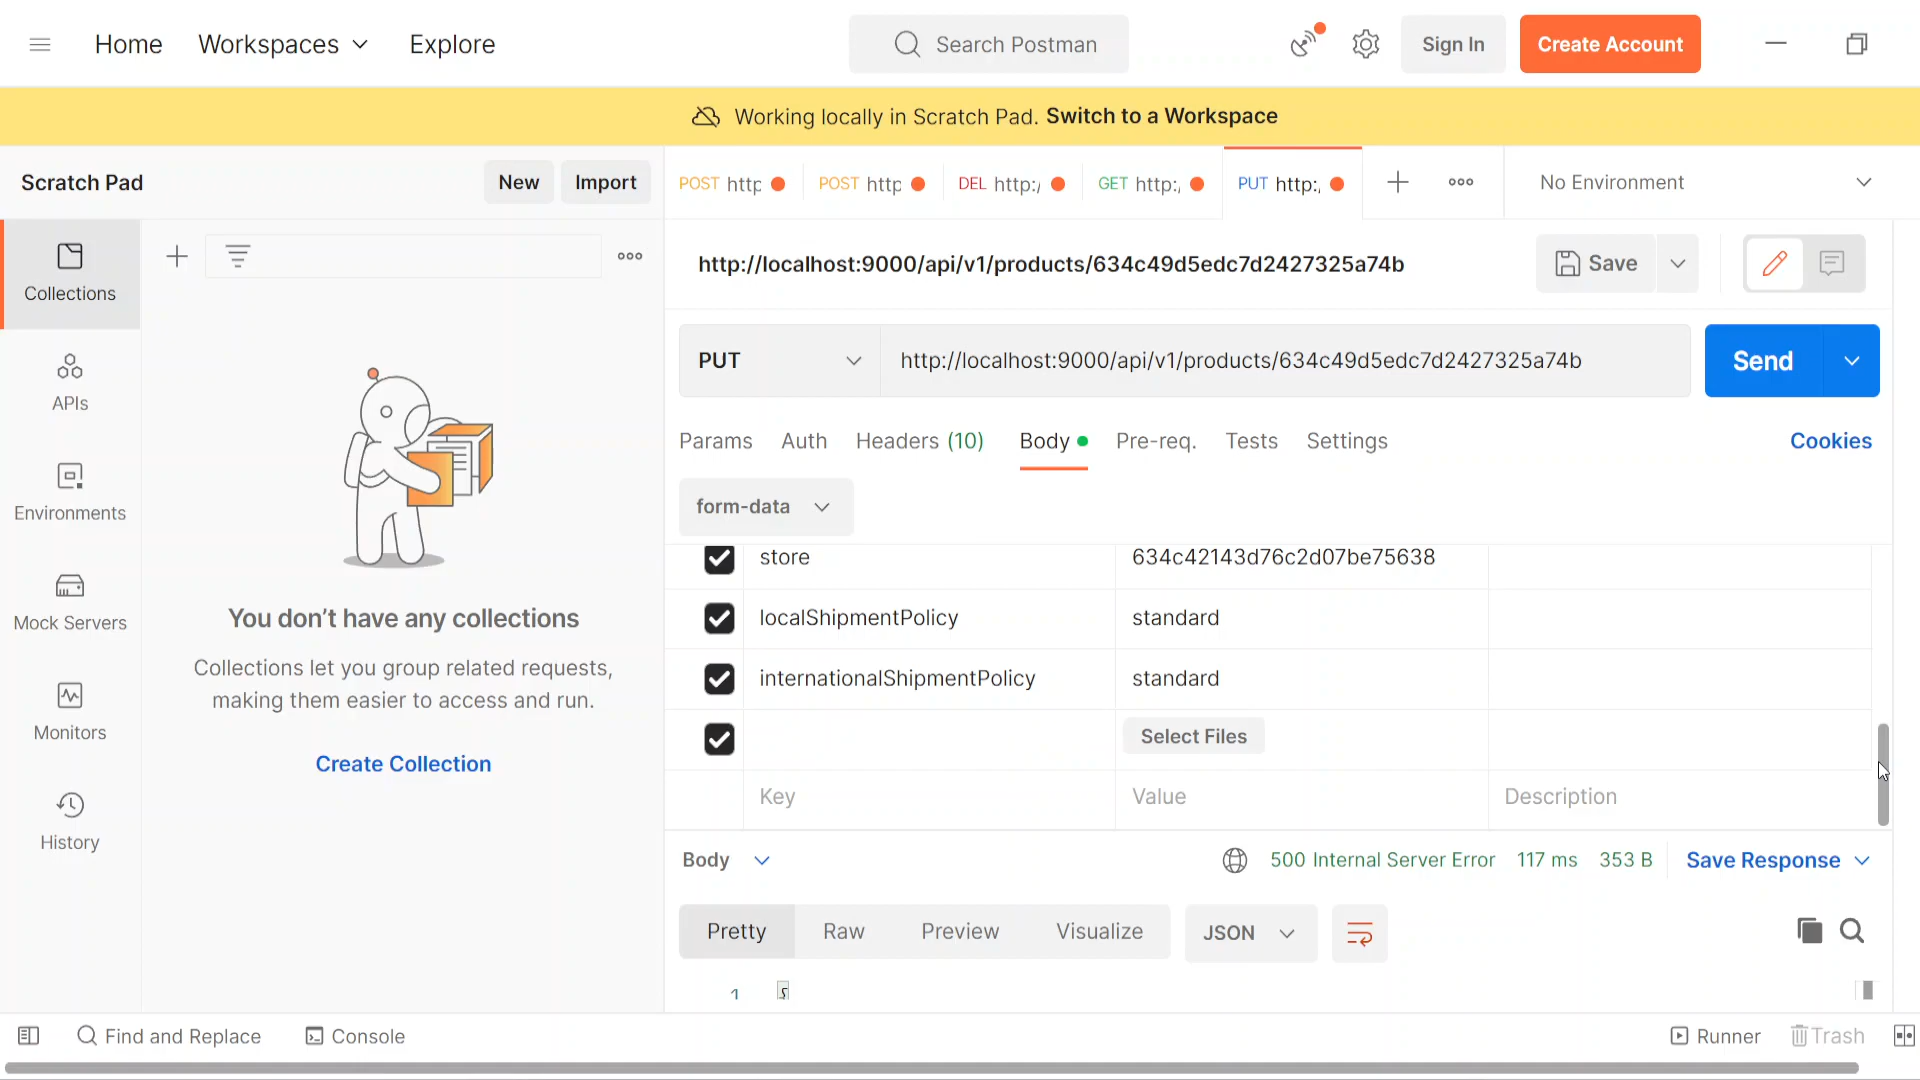 Home
Workspaces
Explore
Search Postman
Sign In
Create Account
Working locally in Scratch Pad. Switch to a Workspace
Scratch Pad
New
Import
POST http
POST http
DEL http:/
GET http:/
PUT http:/
No Environment
Collections
APIs
Environments
Mock Servers
Monitors
History
You don't have any collections
Collections let you group related requests,
making them easier to access and run.
Create Collection
http://localhost:9000/api/v1/products/634c49d5edc7d2427325a74b
Save
PUT
http://localhost:9000/api/v1/products/634c49d5edc7d2427325a74b
Send
Params
Auth
Headers (10)
Body
Pre-req.
Tests
Settings
Cookies
form-data
store
634c42143d76c2d07be75638
localShipmentPolicy
standard
internationalShipmentPolicy
standard
Select Files
Key
Value
Description
Body
500 Internal Server Error
117 ms
353 B
Save Response
Pretty
Raw
Preview
Visualize
JSON
1
Find and Replace
Console
Runner
Trash